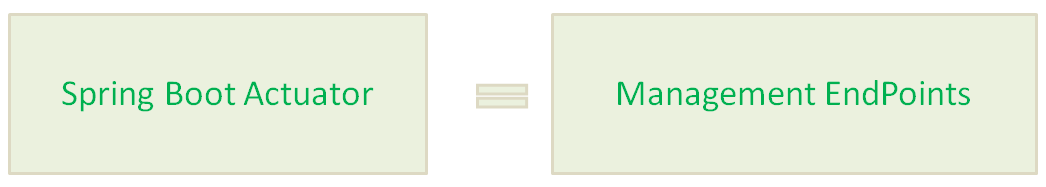 Spring Boot Actuator
Management EndPoints